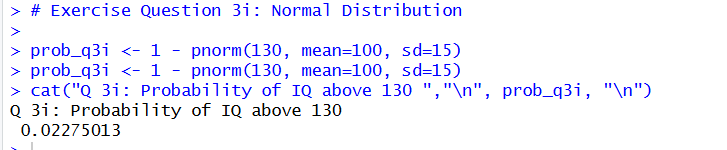 > # Exercise Question 3i: Normal Distribution
>
> prob_q3i <- 1 - pnorm(130, mean=100, sd=15)
> prob_q3i <- 1 - pnorm(130, mean=100, sd=15)
> cat("Q 3i: Probability of IQ above 130 ","\n", prob_q3i, "\n")
Q 3i: Probability of IQ above 130
 0.02275013
>